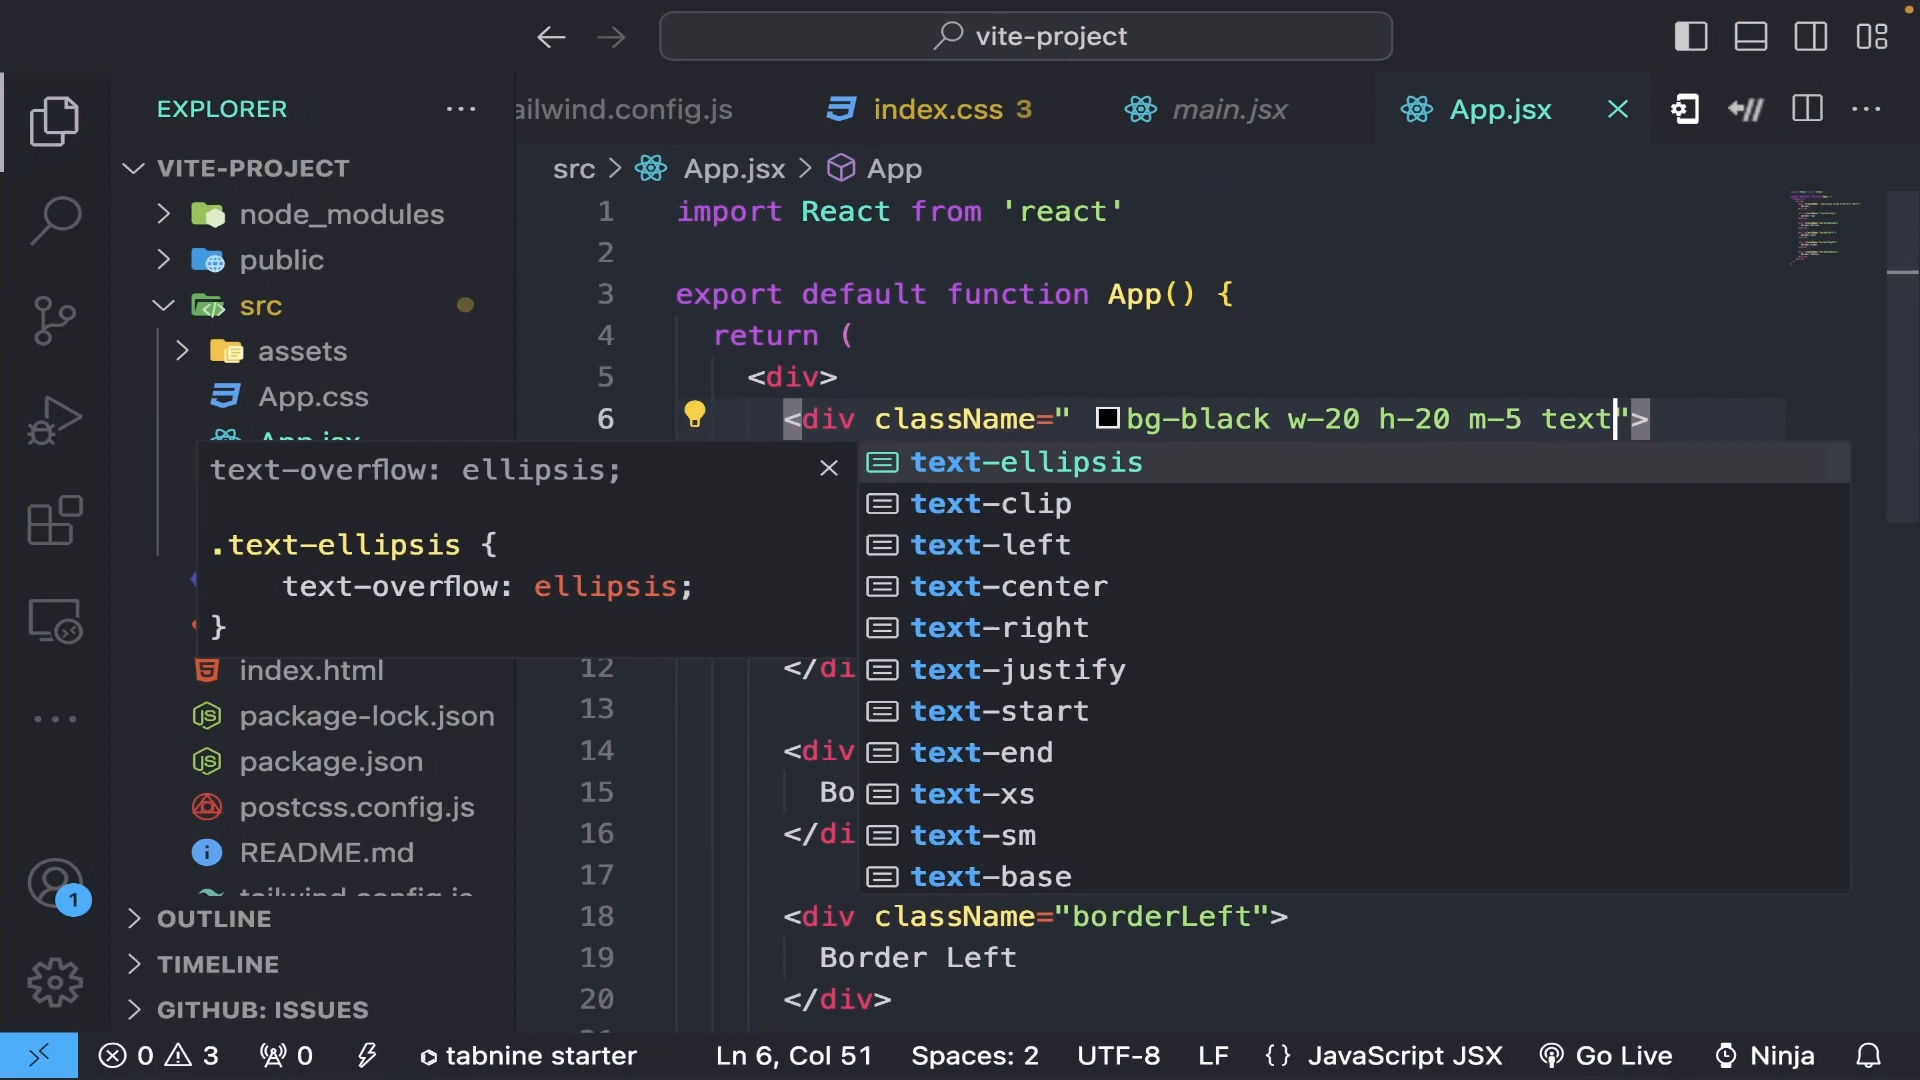 vite-project
EXPLORER
ailwind.config.js
index.css 3
main.jsx
App.jsx
src > App.jsx > App
VITE-PROJECT
node_modules
public
src
assets
App.css
App.jsx
index.html
package-lock.json
package.json
postcss.config.js
README.md
tailwind.config.js
OUTLINE
TIMELINE
GITHUB: ISSUES
1 import React from 'react'
2
3 export default function App() {
4 return (
5 <div>
6 <div className=" bg-black w-20 h-20 m-5 text">
text-overflow: ellipsis;
.text-ellipsis {
text-overflow: ellipsis;
}
text-ellipsis
text-clip
text-left
text-center
text-right
text-justify
text-start
text-end
text-xs
text-sm
text-base
12 </di
13
14 <div
15 Bo
16 </di
17
18 <div className="borderLeft">
19 Border Left
20 </div>
1
0 3 0 tabnine starter Ln 6, Col 51 Spaces: 2 UTF-8 LF {} JavaScript JSX Go Live Ninja